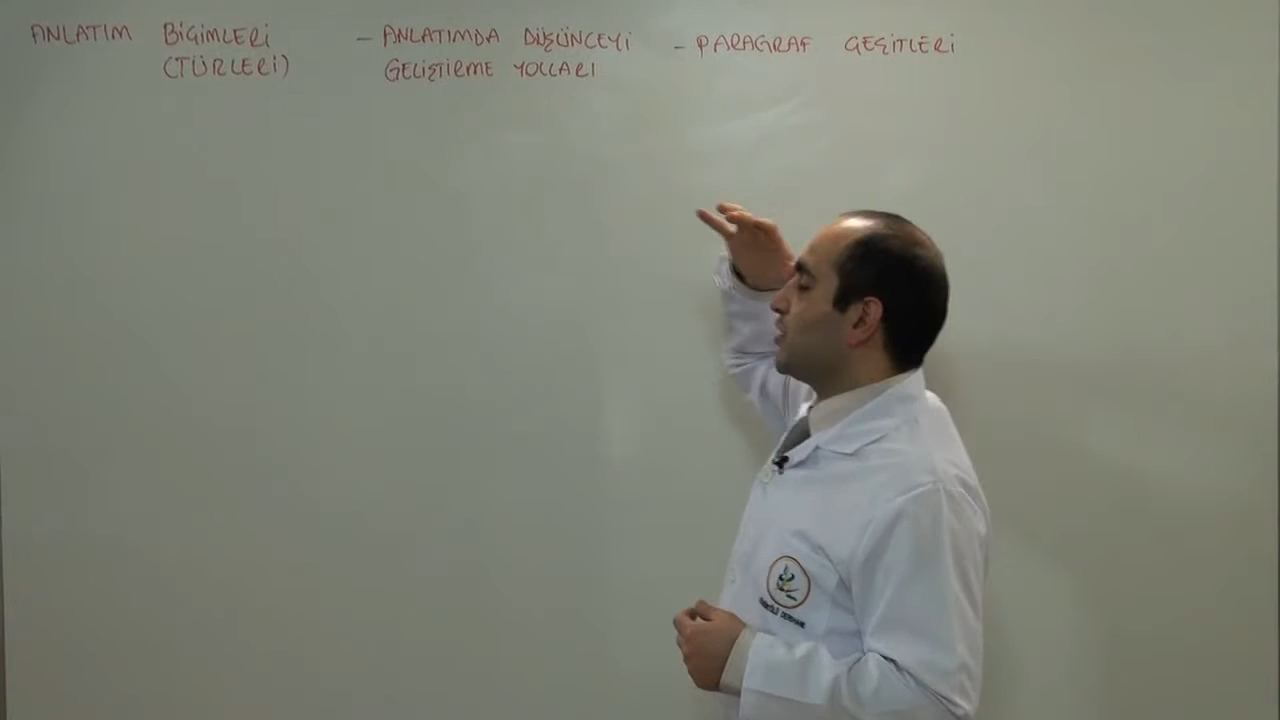 ANLATIM BİÇİMLERİ - ANLATIMDA DÜŞÜNCEYİ - PARAGRAF ÇEŞİTLERİ
(TÜRLERİ) GELİŞTİRME YOLLARI